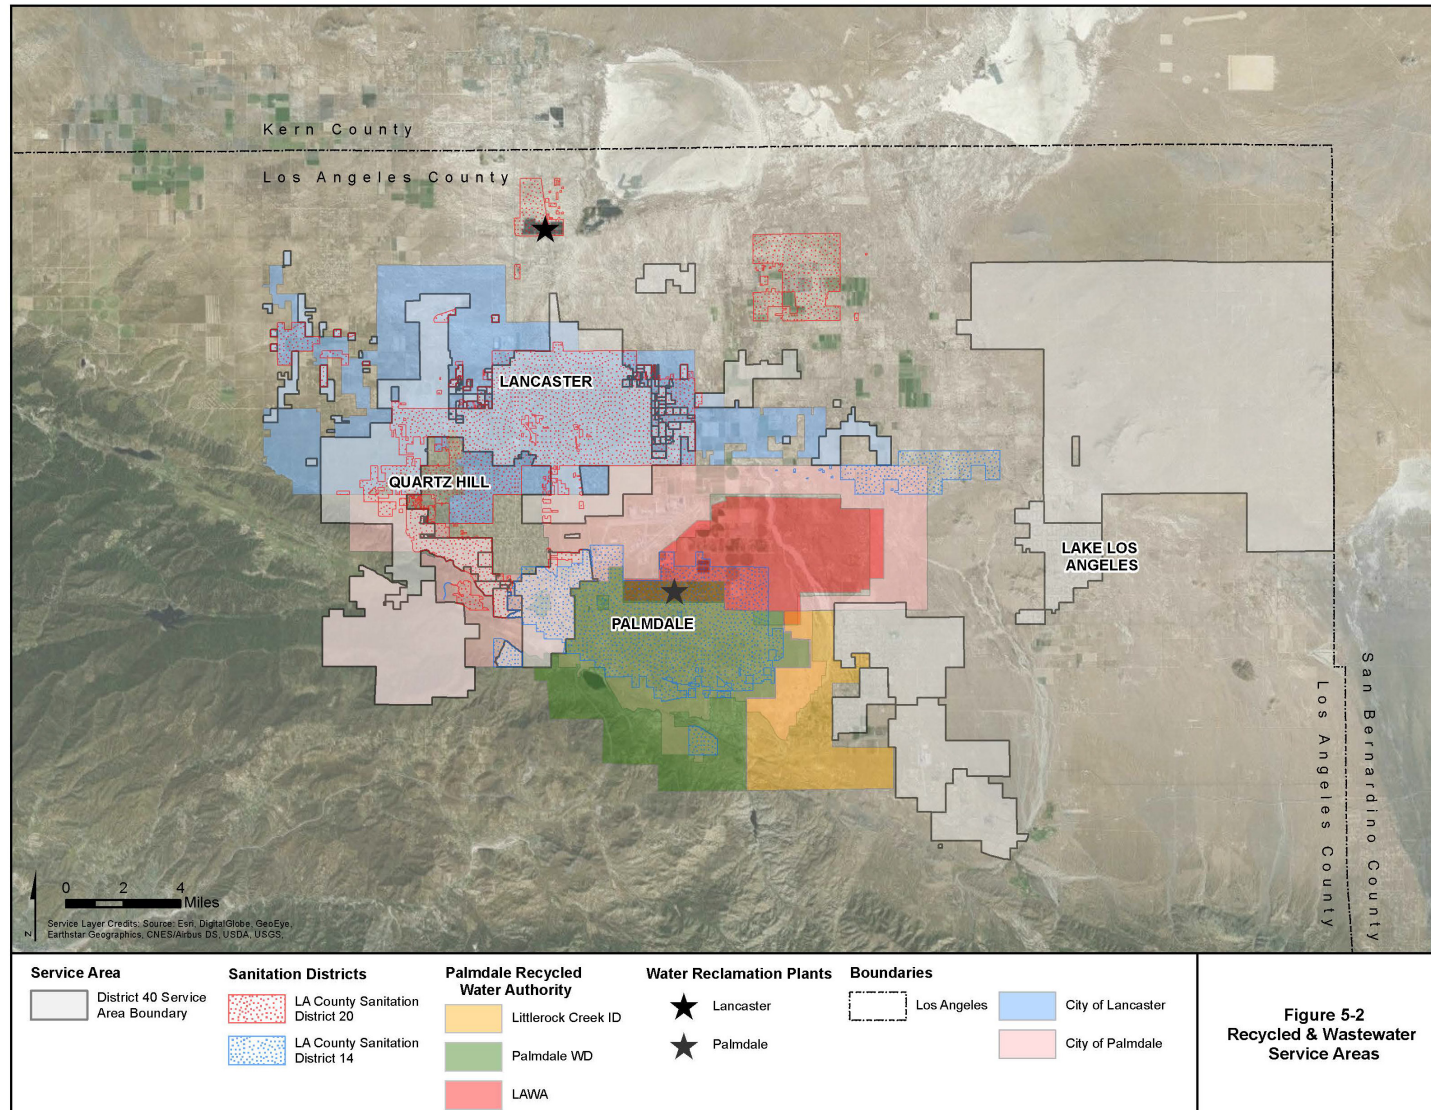 Kern County
Los Angeles County
LANCASTER
QUARTZ HILL
LAKE LOS
ANGELES
PALMDALE
San Bernardino County
Los Angeles County
0 2 4
Miles
N
Service Layer Credits: Source: Esri, DigitalGlobe, GeoEye,
Earthstar Geographics, CNES/Airbus DS, USDA, USGS,
Service Area
District 40 Service
Area Boundary
Sanitation Districts
LA County Sanitation
District 20
LA County Sanitation
District 14
Palmdale Recycled
Water Authority
Littlerock Creek ID
Palmdale WD
LAWA
Water Reclamation Plants
Lancaster
Palmdale
Boundaries
Los Angeles
City of Lancaster
City of Palmdale
Figure 5-2
Recycled & Wastewater
Service Areas